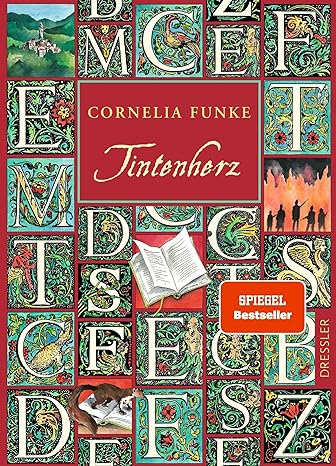 M C E F
E T
CORNELIA FUNKE
Tintenherz
M D C
T S S
SPIEGEL
Bestseller
C F E E B
D F E F S Z
DRESSLER